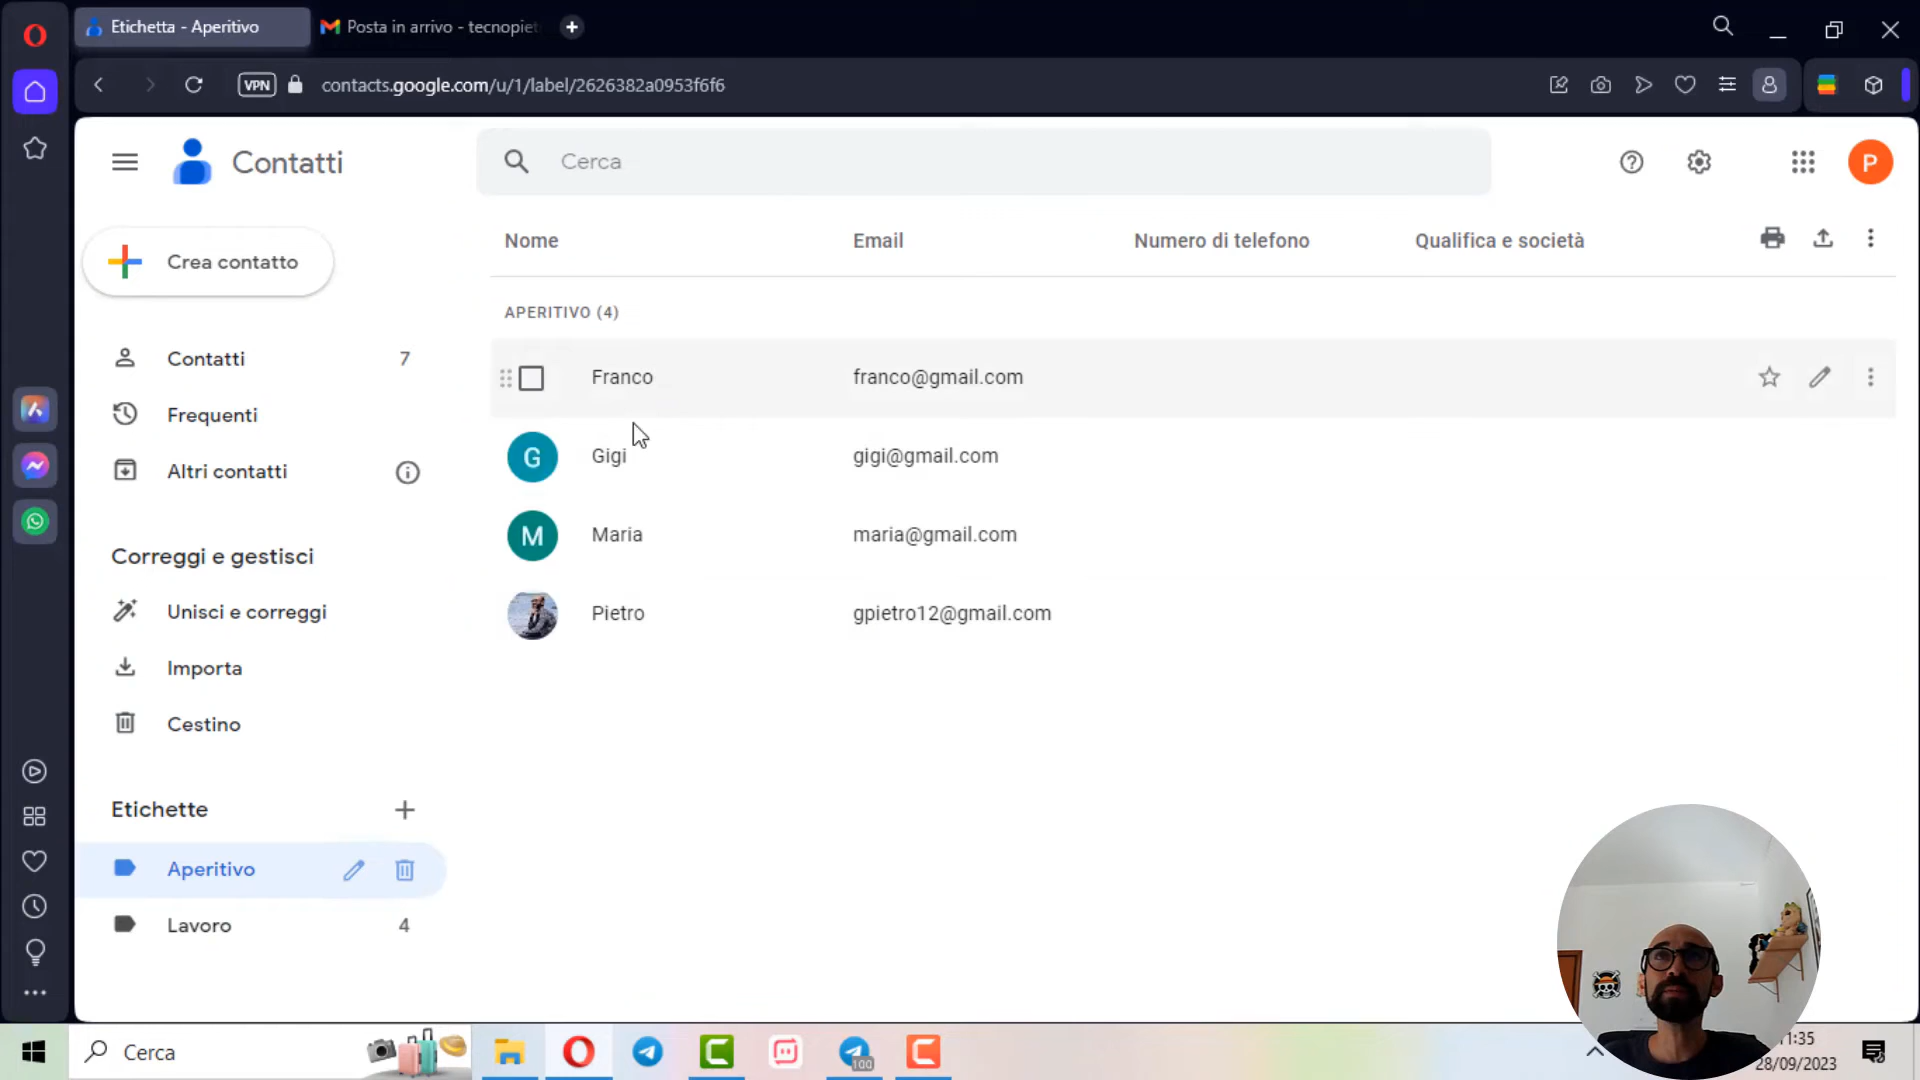 Etichetta - Aperitivo
Posta in arrivo - tecnopiet
VPN
contacts.google.com/u/1/label/2626382a0953f6f6
Contatti
Cerca
P
Crea contatto
Nome Email Numero di telefono Qualifica e società
APERITIVO (4)
Contatti 7
Franco franco@gmail.com
Frequenti
G Gigi gigi@gmail.com
Altri contatti
M Maria maria@gmail.com
Correggi e gestisci
Unisci e correggi
Pietro gpietro12@gmail.com
Importa
Cestino
Etichette
Aperitivo
Lavoro 4
Cerca
100
11:35
28/09/2023